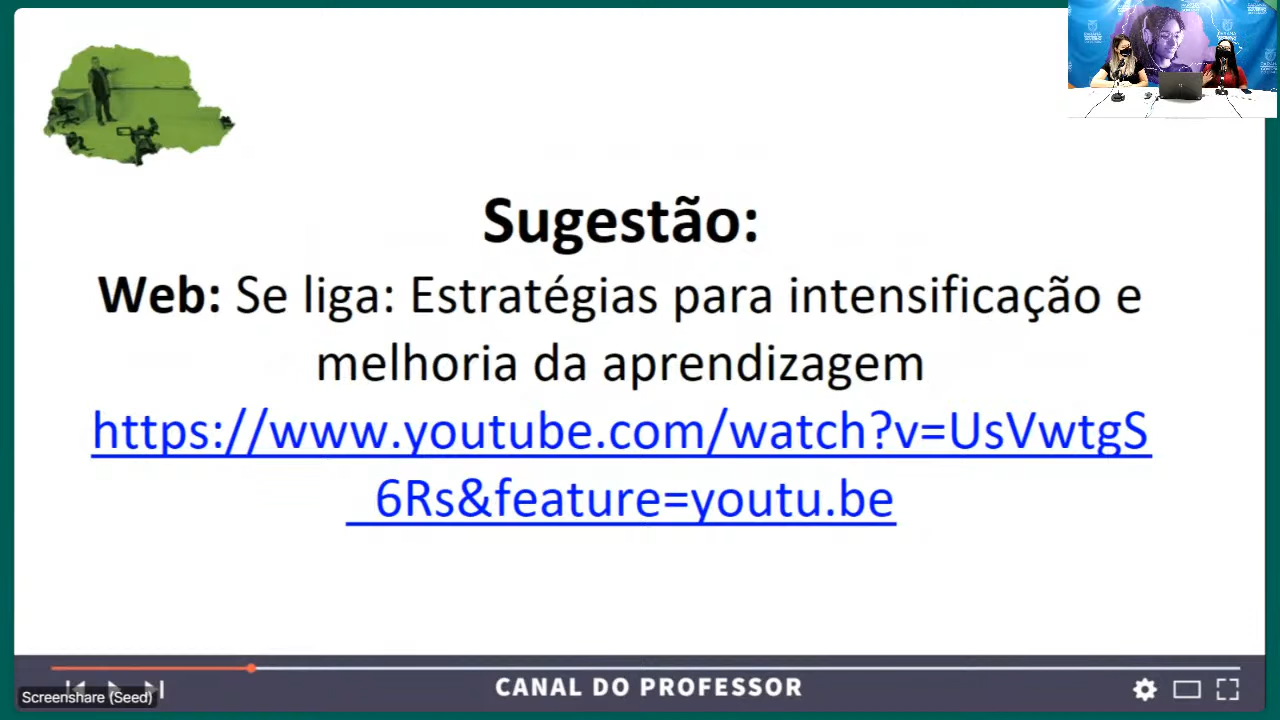 Sugestão:
Web: Se liga: Estratégias para intensificação e
melhoria da aprendizagem
https://www.youtube.com/watch?v=UsVwtgS
_6Rs&feature=youtu.be
CANAL DO PROFESSOR
Screenshare (Seed)